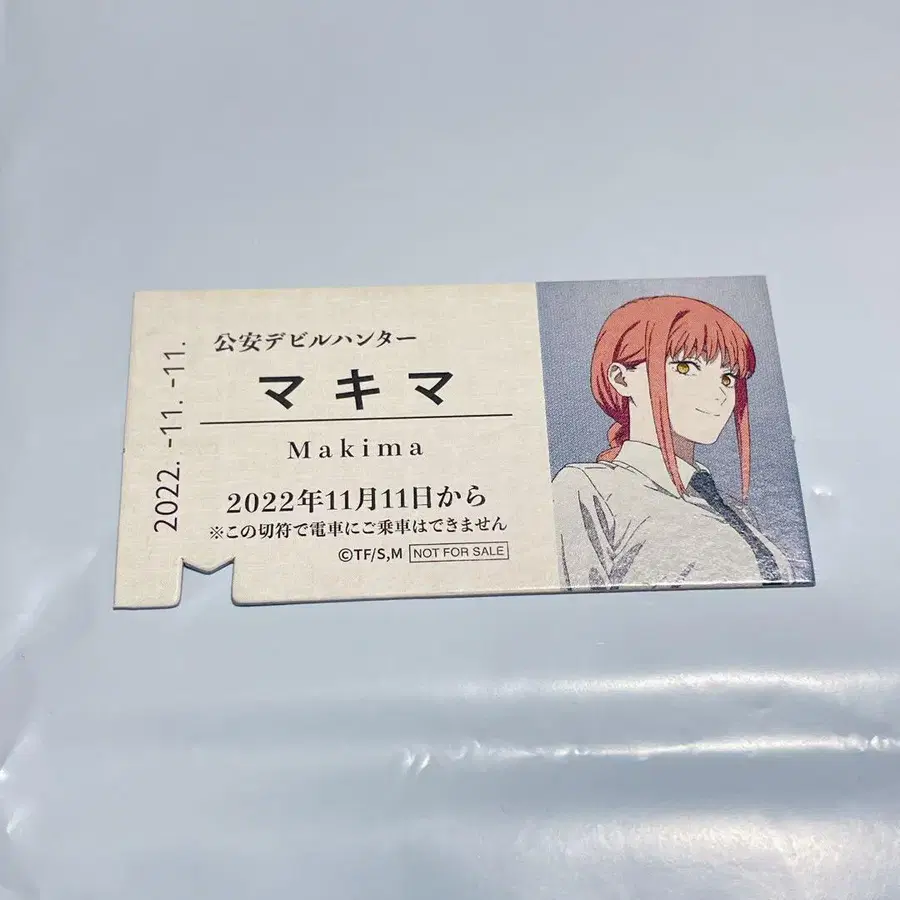 2022. -11. -11.
公安デビルハンター
マキマ
Makima
2022年11月11日から
※この切符で電車にご乗車はできません
©TF/S,M NOT FOR SALE